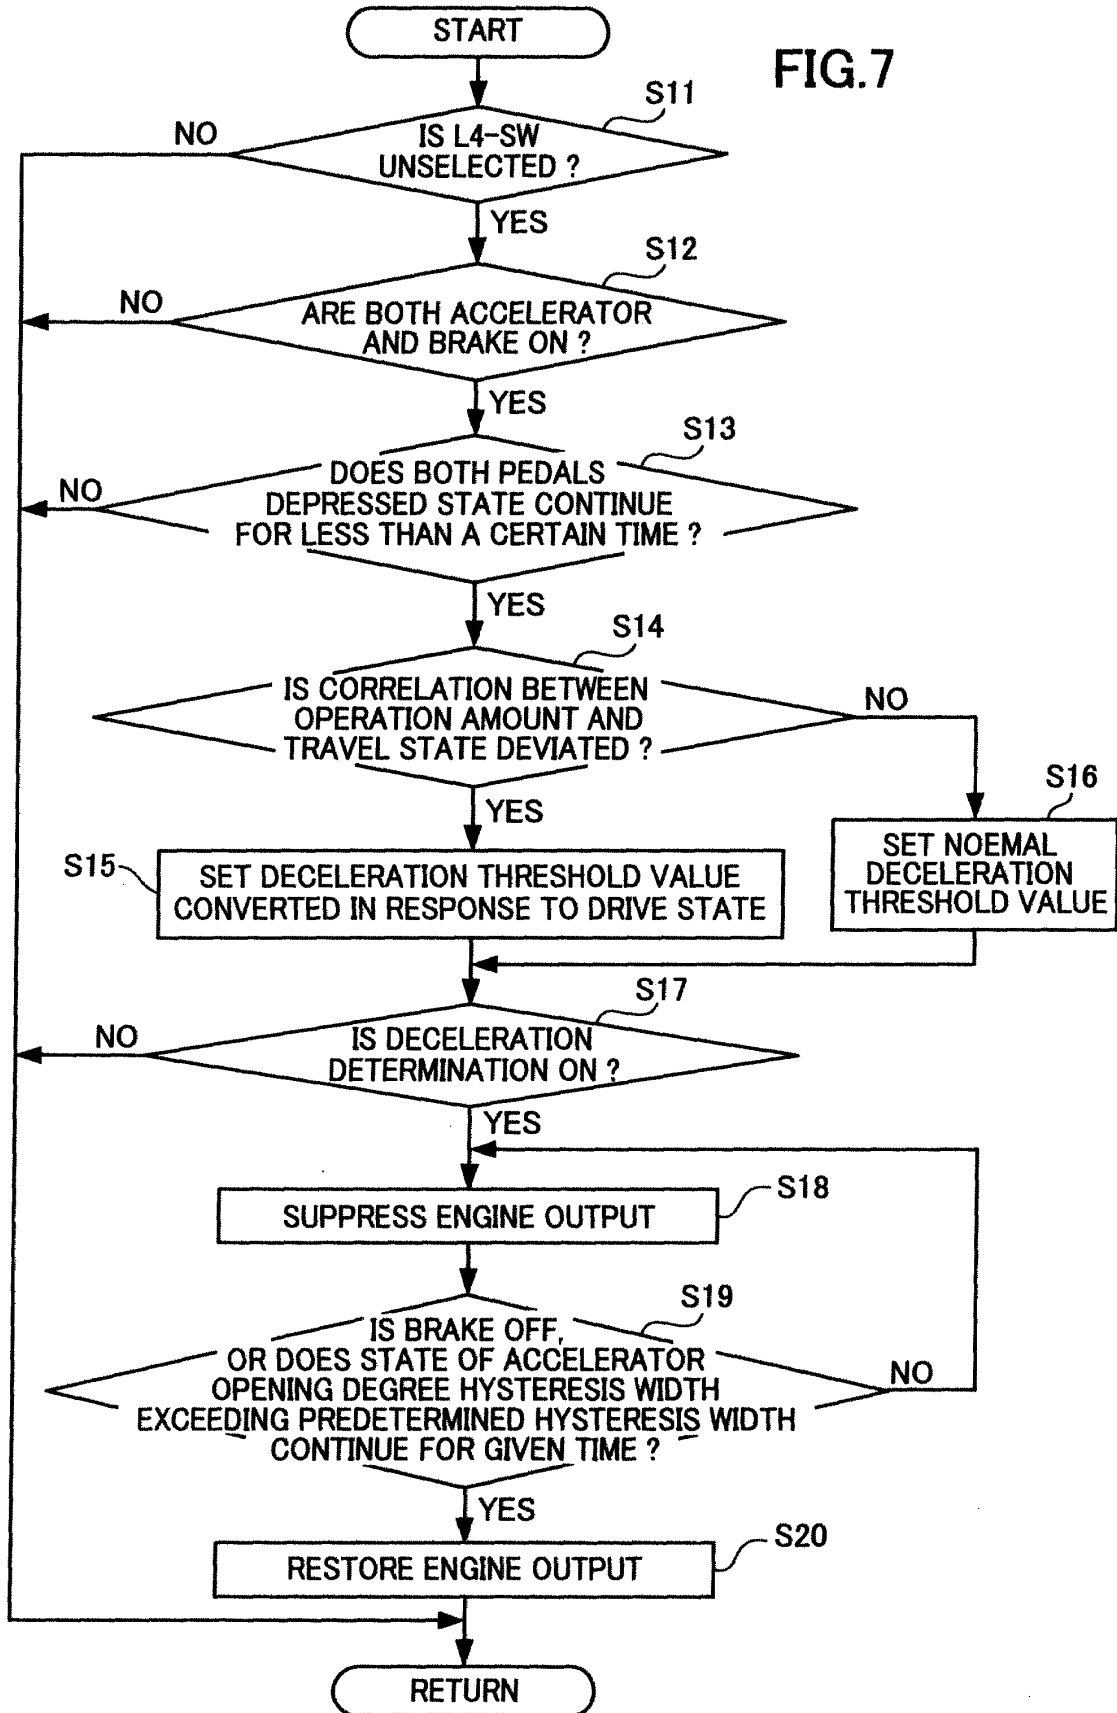 START
FIG.7
S11
NO
IS L4-SW
UNSELECTED ?
YES
S12
NO
ARE BOTH ACCELERATOR
AND BRAKE ON ?
YES
S13
NO
DOES BOTH PEDALS
DEPRESSED STATE CONTINUE
FOR LESS THAN A CERTAIN TIME ?
YES
S14
IS CORRELATION BETWEEN
OPERATION AMOUNT AND
TRAVEL STATE DEVIATED ?
NO
YES
S16
SET NOEMAL
DECELERATION
THRESHOLD VALUE
S15
SET DECELERATION THRESHOLD VALUE
CONVERTED IN RESPONSE TO DRIVE STATE
S17
NO
IS DECELERATION
DETERMINATION ON ?
YES
S18
SUPPRESS ENGINE OUTPUT
S19
IS BRAKE OFF,
OR DOES STATE OF ACCELERATOR
OPENING DEGREE HYSTERESIS WIDTH
EXCEEDING PREDETERMINED HYSTERESIS WIDTH
CONTINUE FOR GIVEN TIME ?
NO
YES
S20
RESTORE ENGINE OUTPUT
RETURN